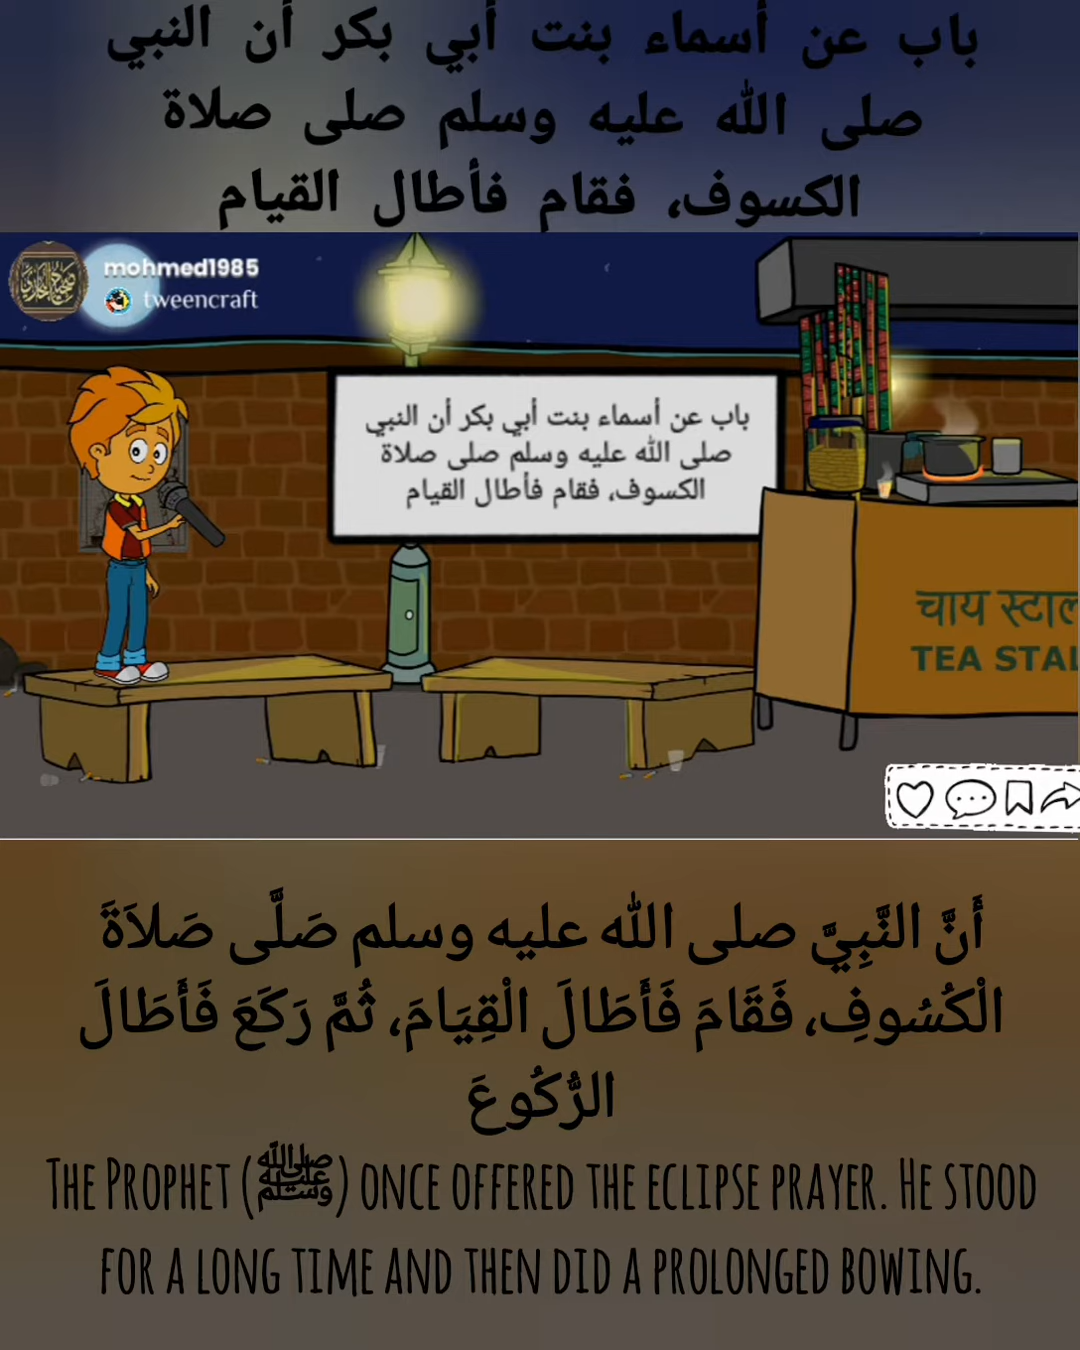 باب عن أسماء بنت أبي بكر أن النبي
صلى الله عليه وسلم صلى صلاة
الكسوف، فقام فأطال القيام
صحيح البخاري
mohmed1985
tweencraft
باب عن أسماء بنت أبي بكر أن النبي
صلى الله عليه وسلم صلى صلاة
الكسوف، فقام فأطال القيام
चाय स्टाल
TEA STAL
أَنَّ النَّبِيَّ صلى الله عليه وسلم صَلَّى صَلاَةَ
الْكُسُوفِ، فَقَامَ فَأَطَالَ الْقِيَامَ، ثُمَّ رَكَعَ فَأَطَالَ
الرُّكُوعَ
THE PROPHET (ﷺ) ONCE OFFERED THE ECLIPSE PRAYER. HE STOOD
FOR A LONG TIME AND THEN DID A PROLONGED BOWING.